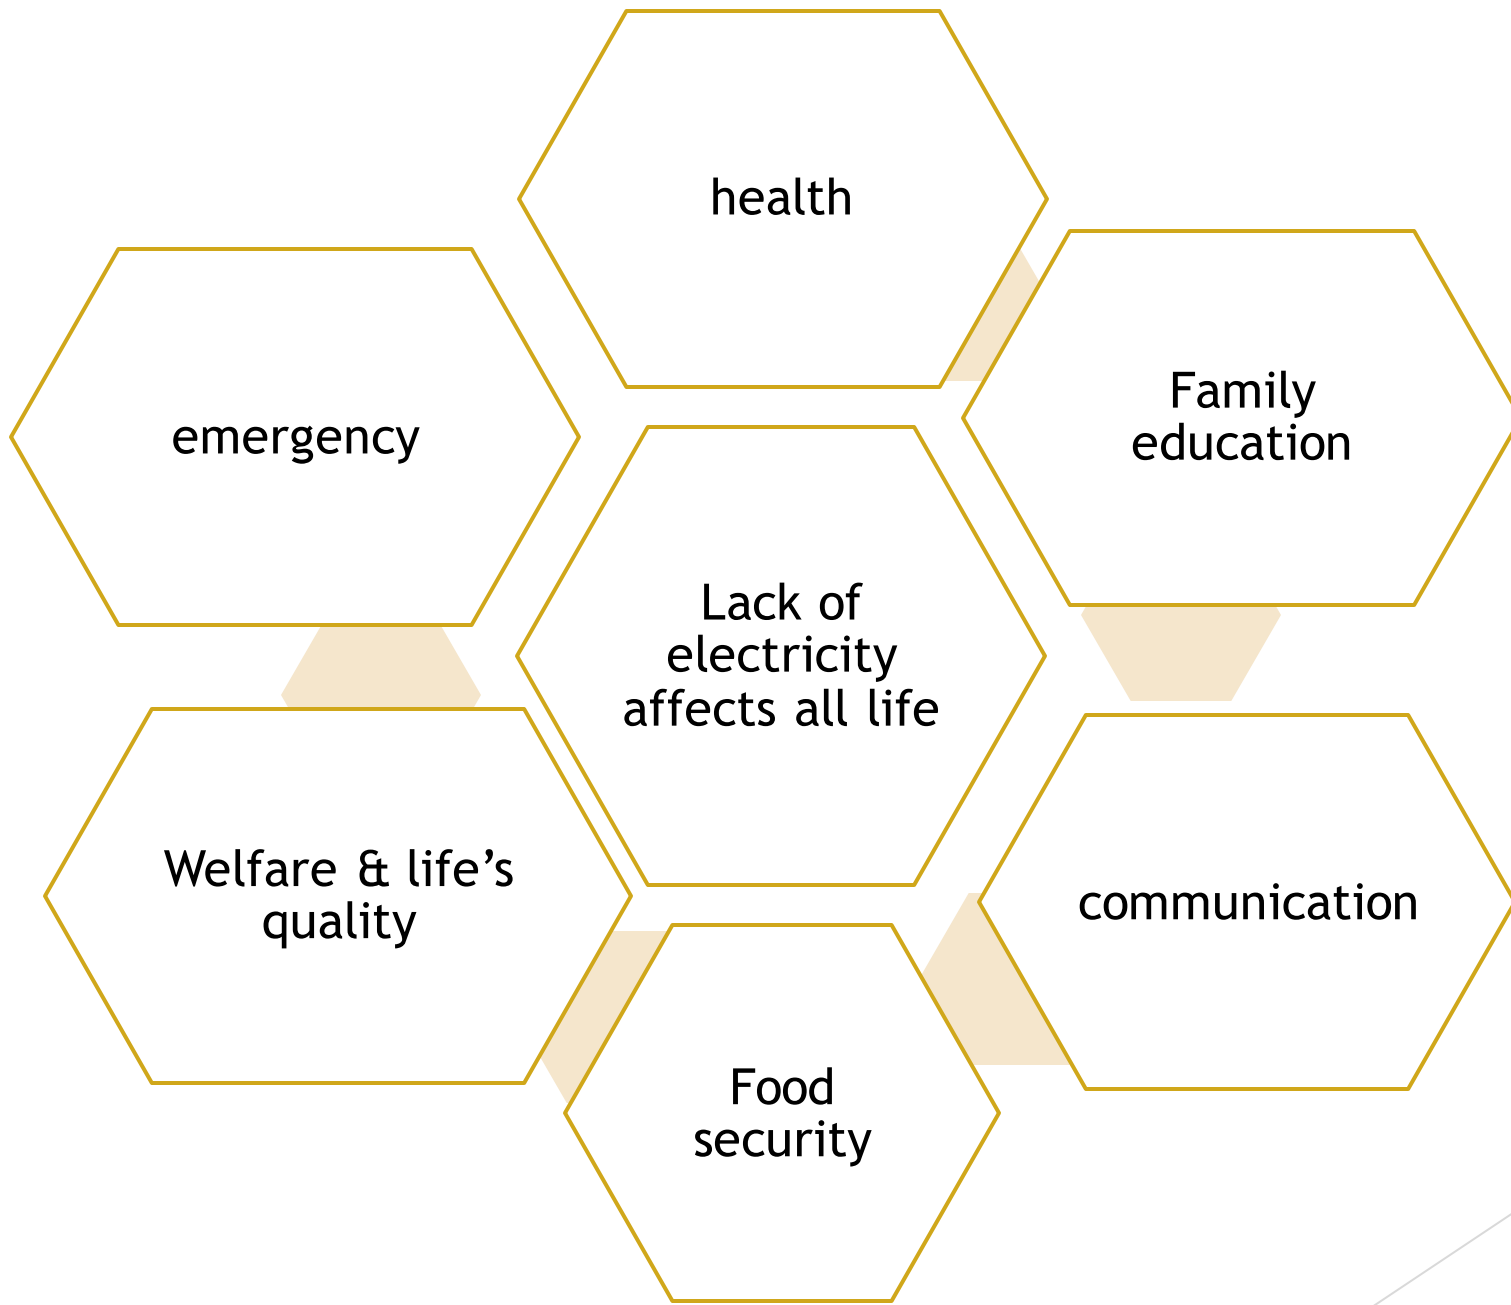 health
Family
education
emergency
Lack of
electricity
affects all life
Welfare & life’s
quality
communication
Food
security